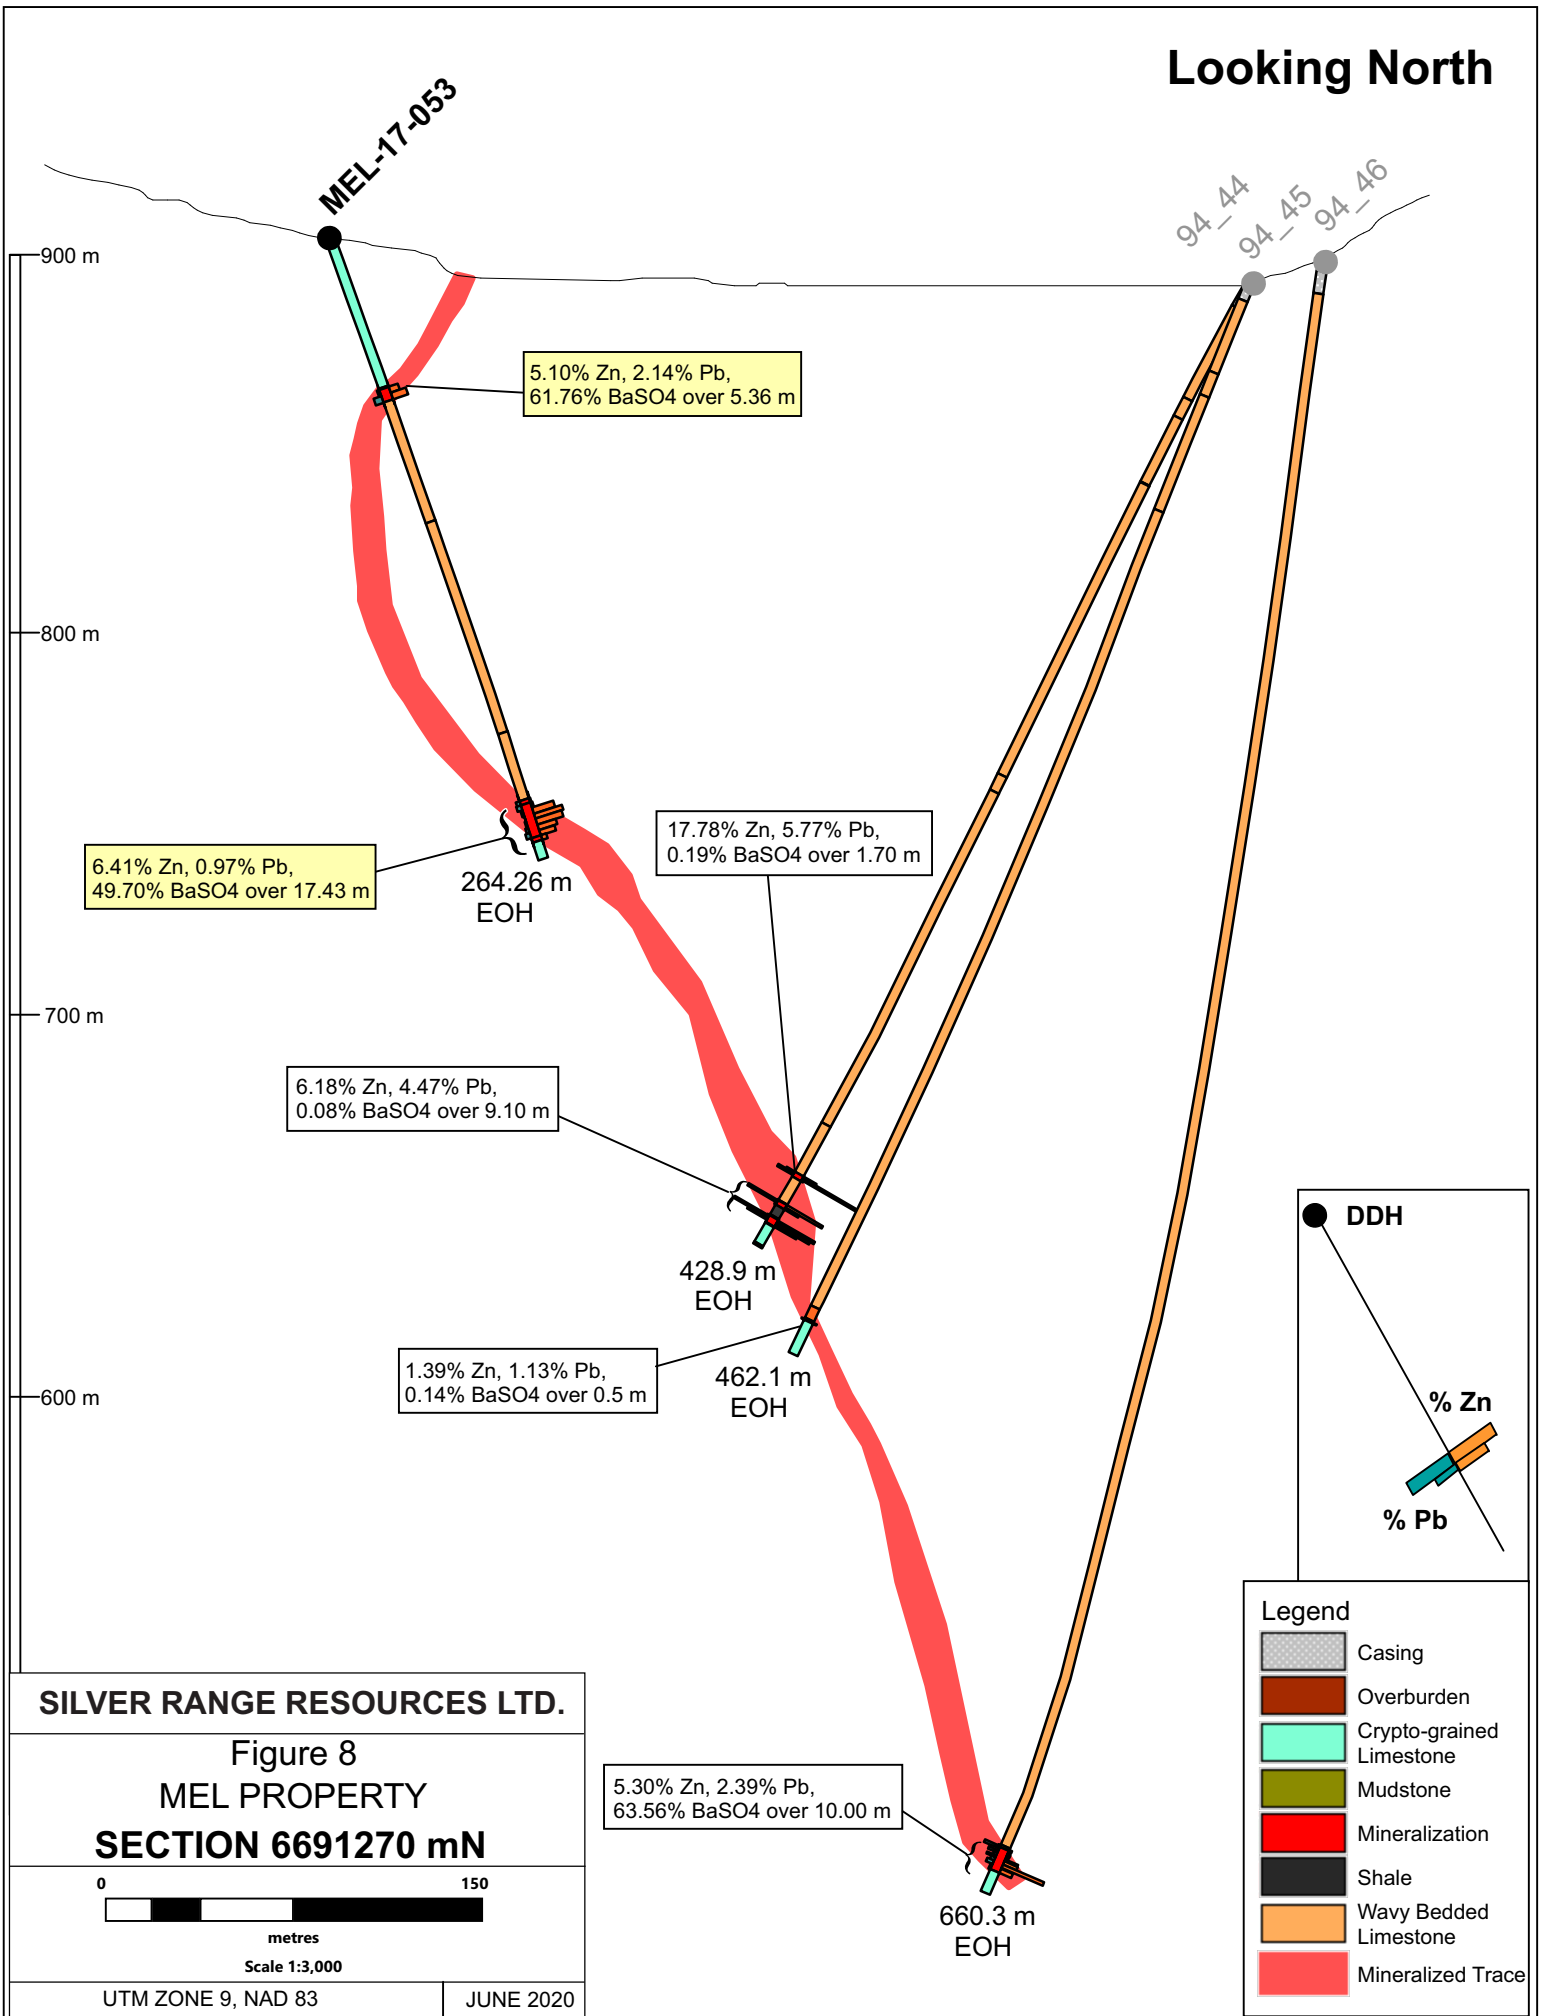 Looking North
MEL-17-053
94_44
94_45
94_46
900 m
5.10% Zn, 2.14% Pb,
61.76% BaSO4 over 5.36 m
800 m
17.78% Zn, 5.77% Pb,
0.19% BaSO4 over 1.70 m
6.41% Zn, 0.97% Pb,
49.70% BaSO4 over 17.43 m
264.26 m
EOH
700 m
6.18% Zn, 4.47% Pb,
0.08% BaSO4 over 9.10 m
428.9 m
EOH
1.39% Zn, 1.13% Pb,
0.14% BaSO4 over 0.5 m
462.1 m
EOH
600 m
5.30% Zn, 2.39% Pb,
63.56% BaSO4 over 10.00 m
660.3 m
EOH
DDH
% Zn
% Pb
Legend
Casing
Overburden
Crypto-grained
Limestone
Mudstone
Mineralization
Shale
Wavy Bedded
Limestone
Mineralized Trace
SILVER RANGE RESOURCES LTD.
Figure 8
MEL PROPERTY
SECTION 6691270 mN
0 150
metres
Scale 1:3,000
UTM ZONE 9, NAD 83
JUNE 2020